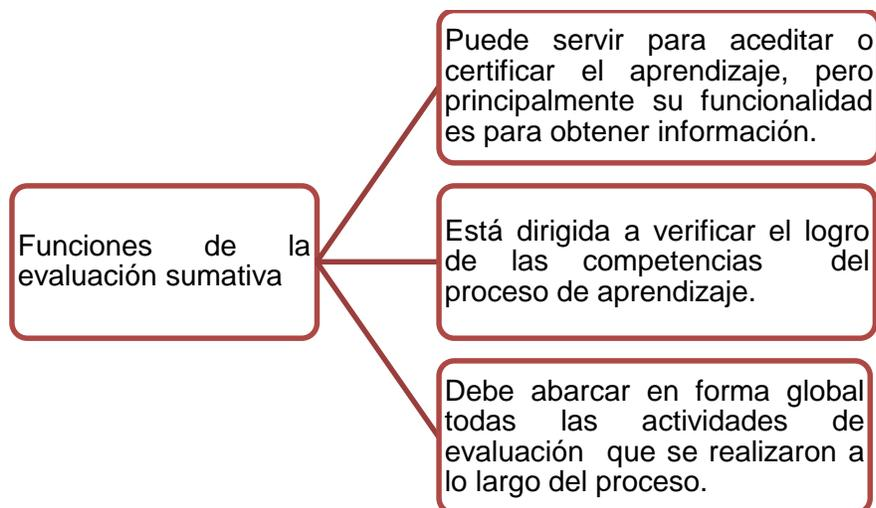 Funciones de la
evaluación sumativa
Puede servir para aceditar o
certificar el aprendizaje, pero
principalmente su funcionalidad
es para obtener información.
Está dirigida a verificar el logro
de las competencias del
proceso de aprendizaje.
Debe abarcar en forma global
todas las actividades de
evaluación que se realizaron a
lo largo del proceso.